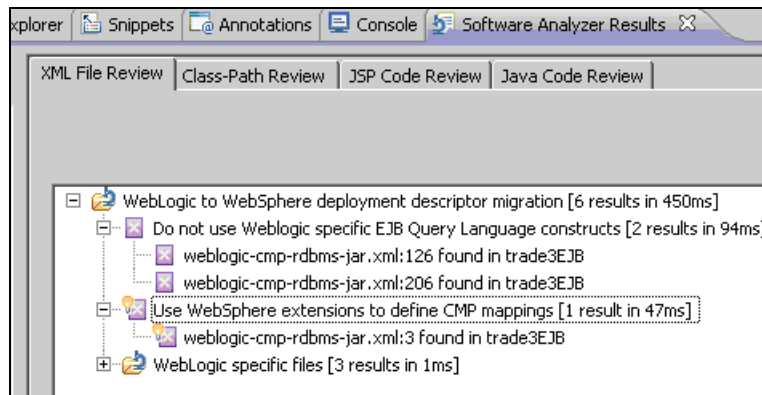 xplorer Snippets Annotations Console Software Analyzer Results
XML File Review Class-Path Review JSP Code Review Java Code Review
WebLogic to WebSphere deployment descriptor migration [6 results in 450ms]
Do not use Weblogic specific EJB Query Language constructs [2 results in 94ms]
weblogic-cmp-rdbms-jar.xml:126 found in trade3EJB
weblogic-cmp-rdbms-jar.xml:206 found in trade3EJB
Use WebSphere extensions to define CMP mappings [1 result in 47ms]
weblogic-cmp-rdbms-jar.xml:3 found in trade3EJB
WebLogic specific files [3 results in 1ms]